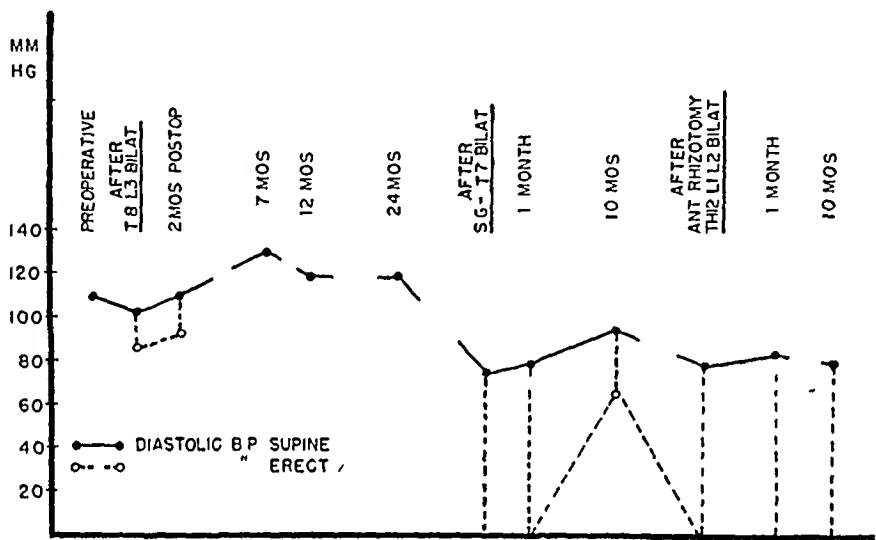 MM
HG
PREOPERATIVE
AFTER
T8 L3 BILAT
2MOS POSTOP
7 MOS
12 MOS
24 MOS
AFTER
SG-T7 BILAT
1 MONTH
10 MOS
AFTER
ANT RHIZOTOMY
TH12 L1 L2 BILAT
1 MONTH
10 MOS
140
120
100
80
60
40
20
DIASTOLIC B P SUPINE
" ERECT